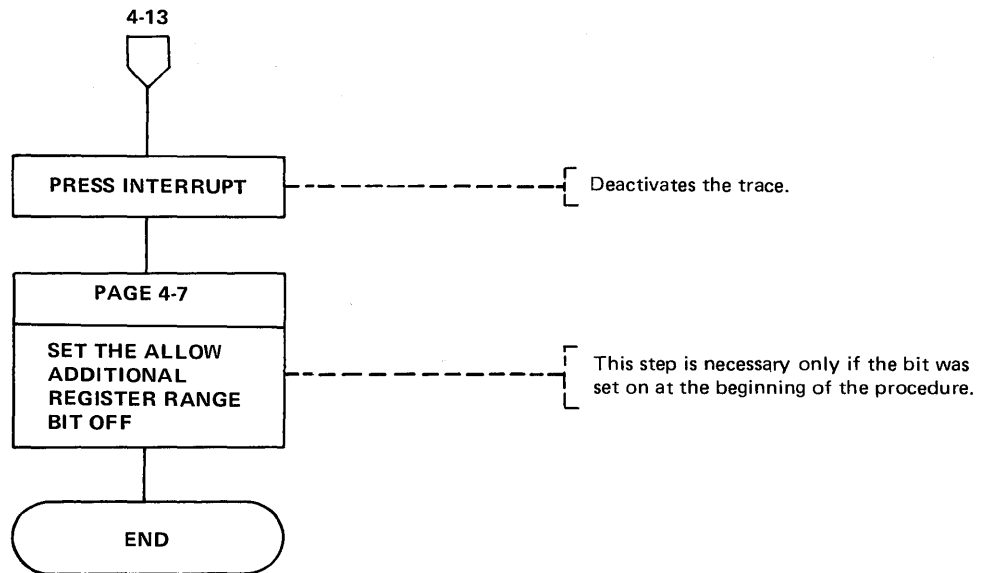 4-13
PRESS INTERRUPT
Deactivates the trace.
PAGE 4-7
SET THE ALLOW
ADDITIONAL
REGISTER RANGE
BIT OFF
This step is necessary only if the bit was
set on at the beginning of the procedure.
END